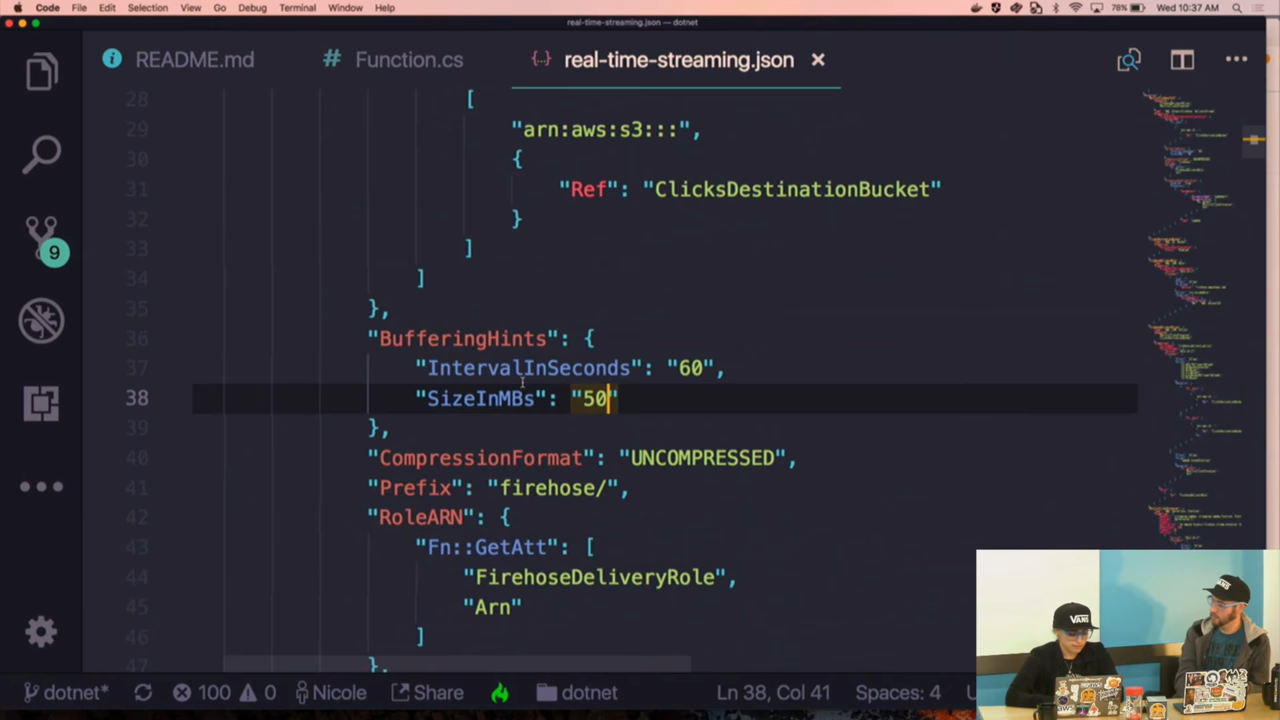 Code File Edit Selection View Go Debug Terminal Window Help 78% Wed 10:37 AM
real-time-streaming.json — dotnet
README.md # Function.cs {·} real-time-streaming.json
28 [
29 "arn:aws:s3:::",
30 {
31 "Ref": "ClicksDestinationBucket"
32 }
33 ]
34 ]
35 },
36 "BufferingHints": {
37 "IntervalInSeconds": "60",
38 "SizeInMBs": "50"
39 },
40 "CompressionFormat": "UNCOMPRESSED",
41 "Prefix": "firehose/",
42 "RoleARN": {
43 "Fn::GetAtt": [
44 "FirehoseDeliveryRole",
45 "Arn"
46 ]
47 },
9
VANS
dotnet* 100 0 Nicole Share dotnet Ln 38, Col 41 Spaces: 4